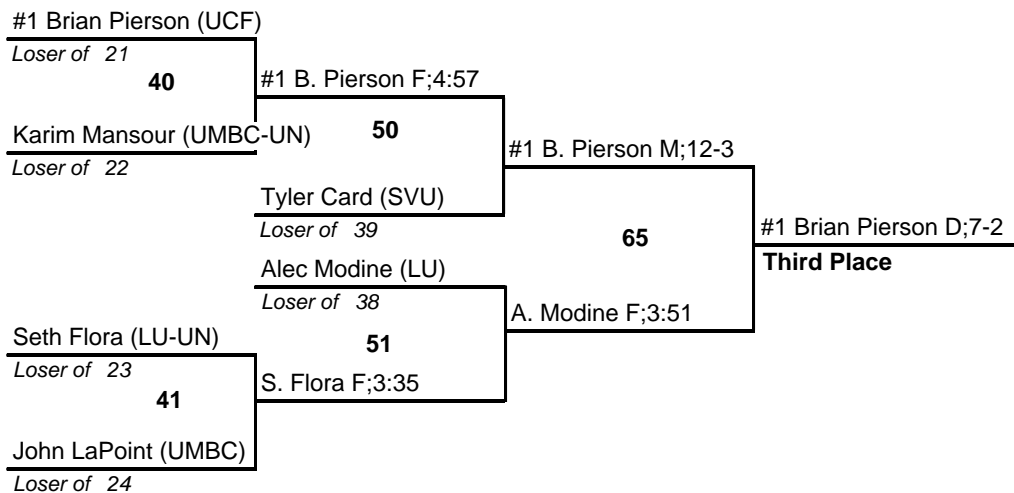 #1 Brian Pierson (UCF)
Loser of 21
40
#1 B. Pierson F;4:57
Karim Mansour (UMBC-UN)
Loser of 22
50
#1 B. Pierson M;12-3
Tyler Card (SVU)
Loser of 39
65
#1 Brian Pierson D;7-2
Third Place
Alec Modine (LU)
Loser of 38
A. Modine F;3:51
Seth Flora (LU-UN)
Loser of 23
51
41
S. Flora F;3:35
John LaPoint (UMBC)
Loser of 24